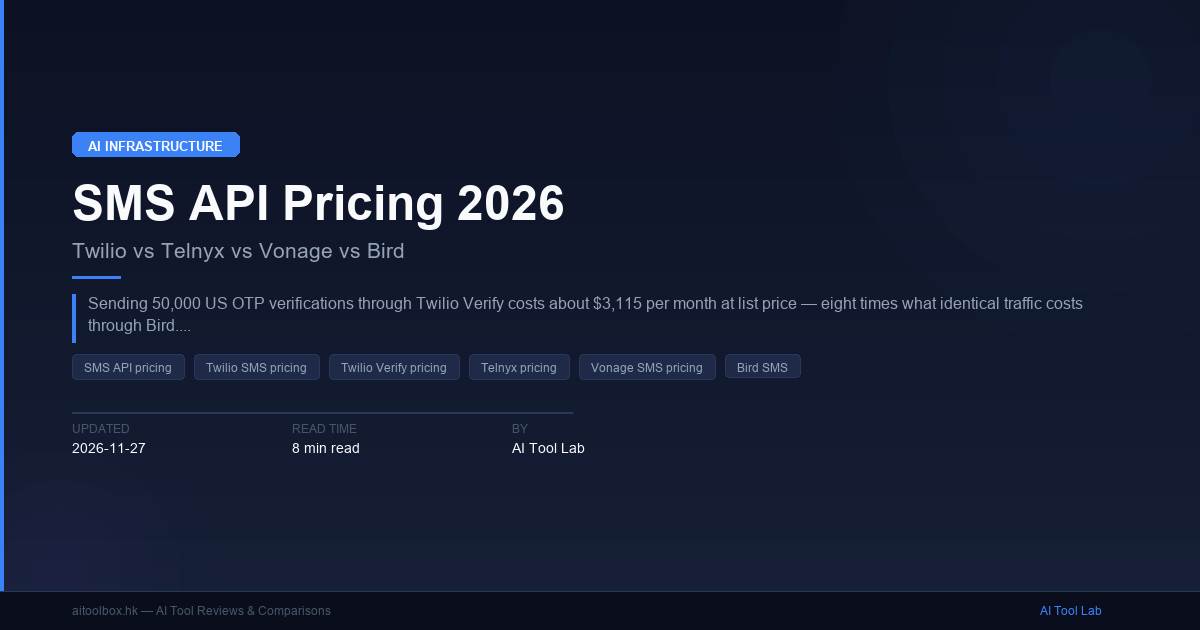 AI INFRASTRUCTURE
SMS API Pricing 2026
Twilio vs Telnyx vs Vonage vs Bird
Sending 50,000 US OTP verifications through Twilio Verify costs about $3,115 per month at list price — eight times what identical traffic costs
through Bird....
SMS API pricing Twilio SMS pricing Twilio Verify pricing Telnyx pricing Vonage SMS pricing Bird SMS
UPDATED READ TIME BY
2026-11-27 8 min read AI Tool Lab
aitoolbox.hk — AI Tool Reviews & Comparisons AI Tool Lab